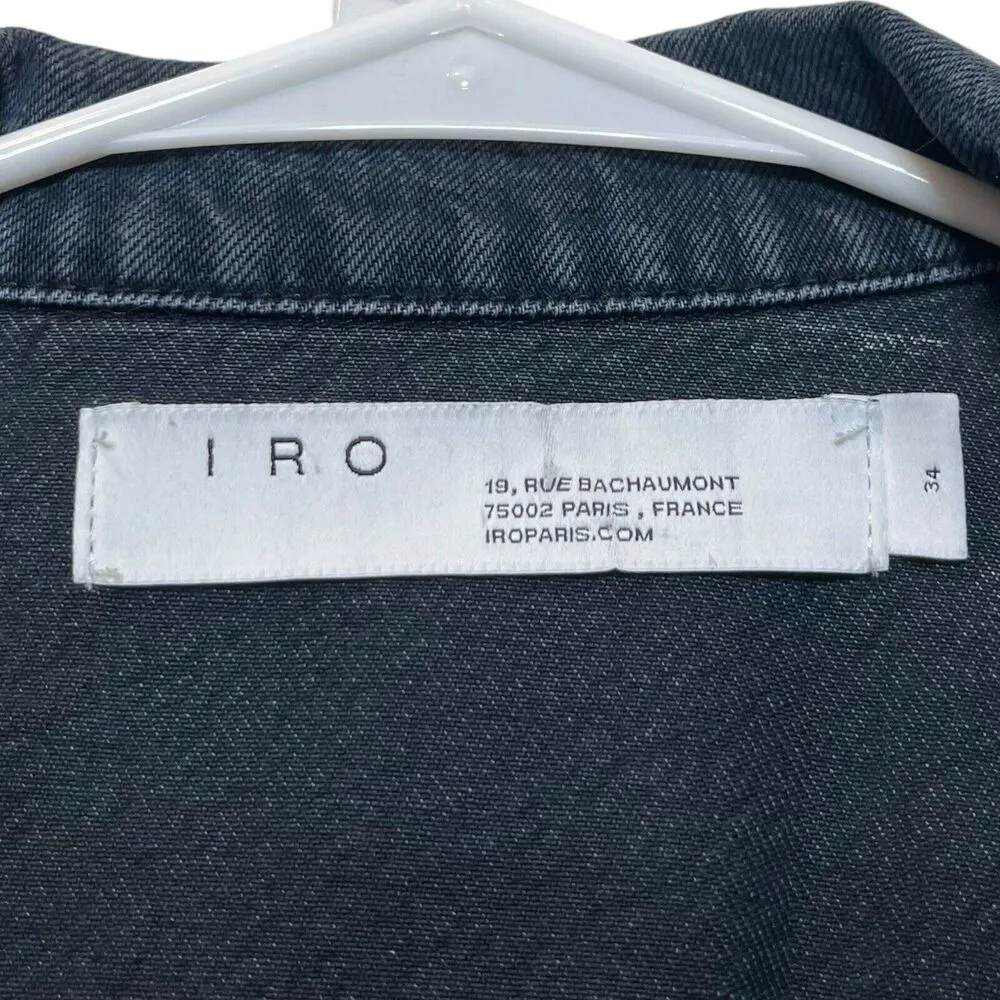 IRO
19, RUE BACHAUMONT
75002 PARIS, FRANCE
IROPARIS.COM
34